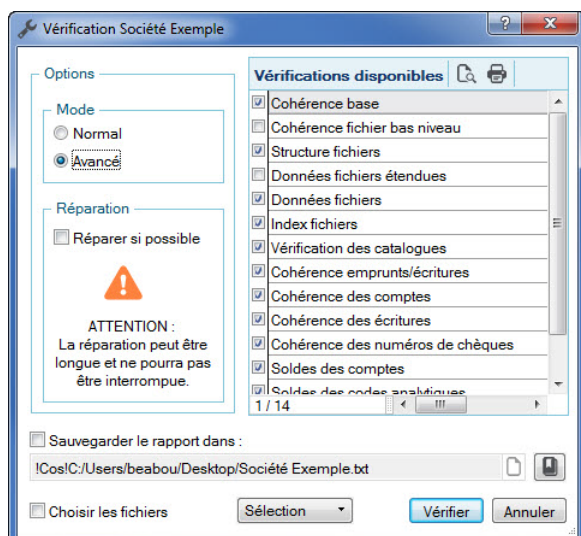 Vérification Société Exemple
Options
Mode
Normal
Avancé
Réparation
Réparer si possible
ATTENTION :
La réparation peut être
longue et ne pourra pas
être interrompue.
Vérifications disponibles
Cohérence base
Cohérence fichier bas niveau
Structure fichiers
Données fichiers étendues
Données fichiers
Index fichiers
Vérification des catalogues
Cohérence emprunts/écritures
Cohérence des comptes
Cohérence des écritures
Cohérence des numéros de chèques
Soldes des comptes
Soldes des codes analytiques
1 / 14
Sauvegarder le rapport dans :
!Cos!C:/Users/beabou/Desktop/Société Exemple.txt
Choisir les fichiers
Sélection
Vérifier
Annuler